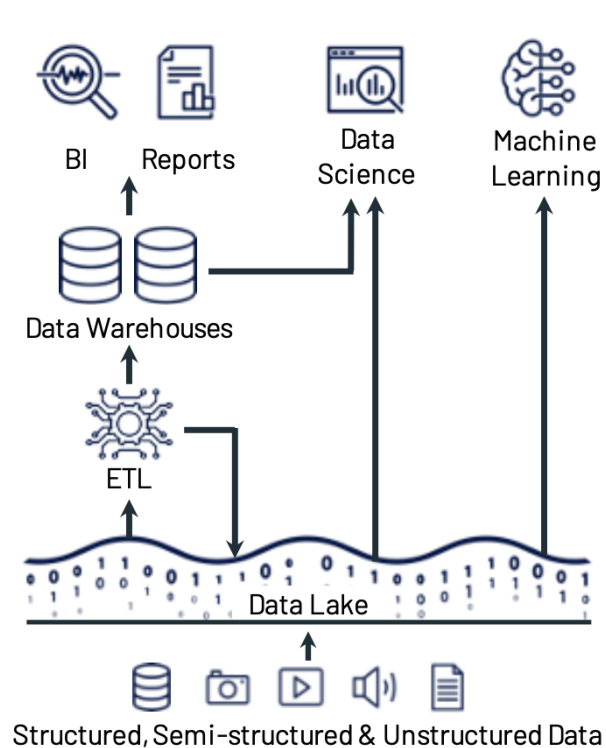 BI
Reports
Data
Science
Machine
Learning
Data Warehouses
ETL
Data Lake
Structured, Semi-structured & Unstructured Data